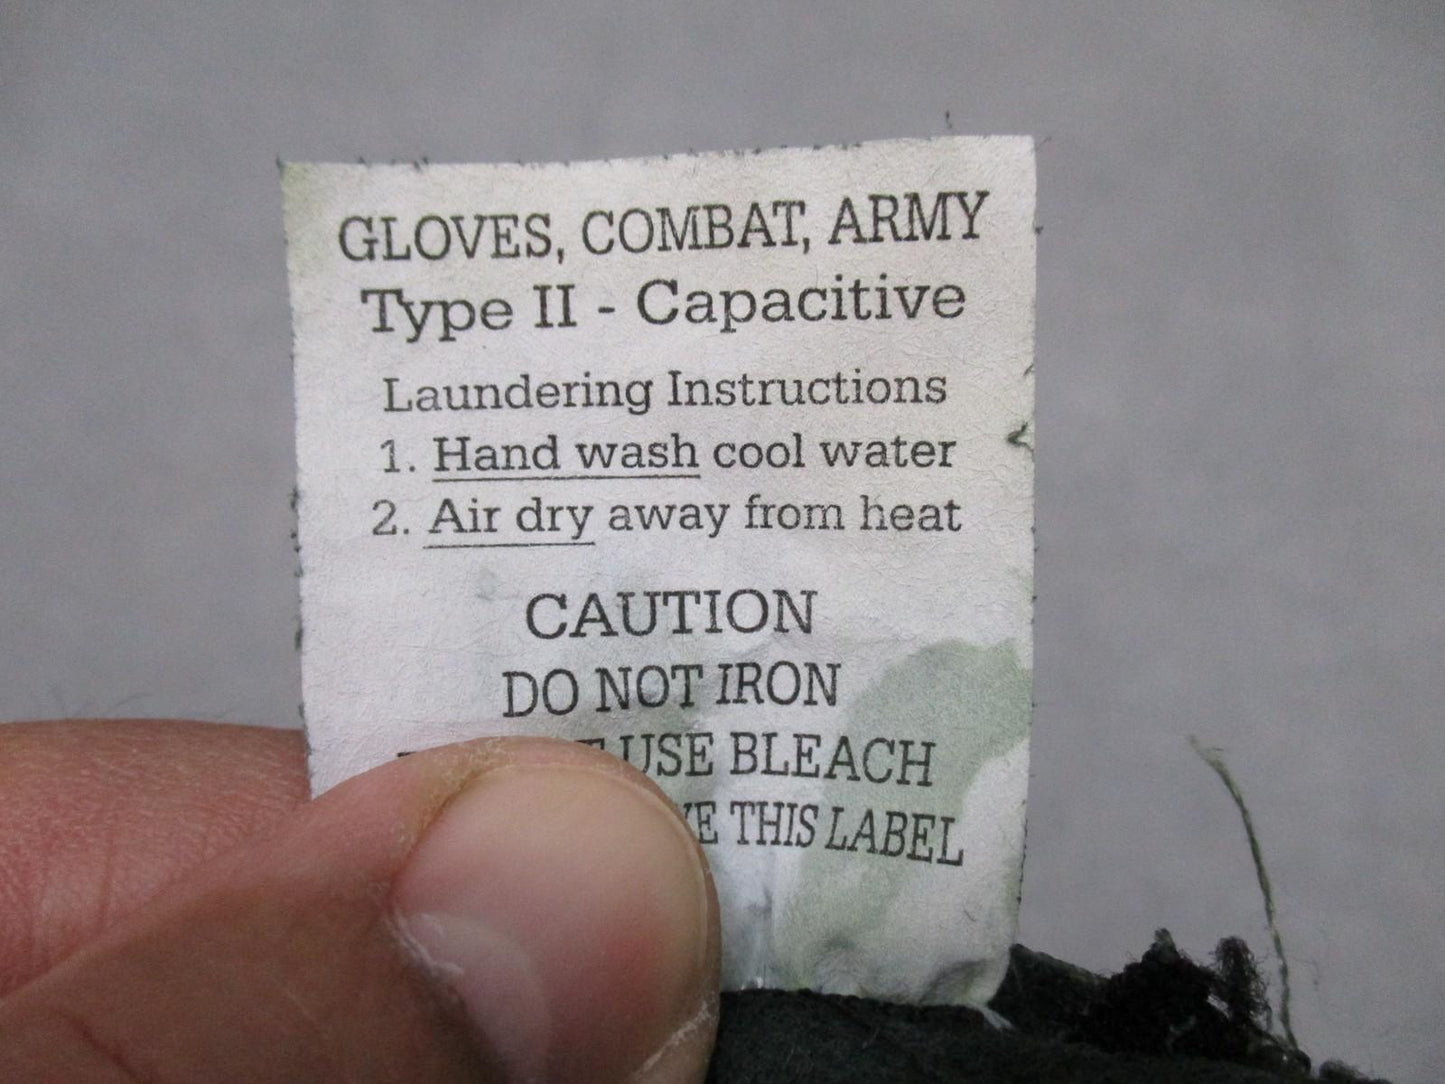 GLOVES, COMBAT, ARMY
Type II - Capacitive
Laundering Instructions
1. Hand wash cool water
2. Air dry away from heat
CAUTION
DO NOT IRON
USE BLEACH
THIS LABEL